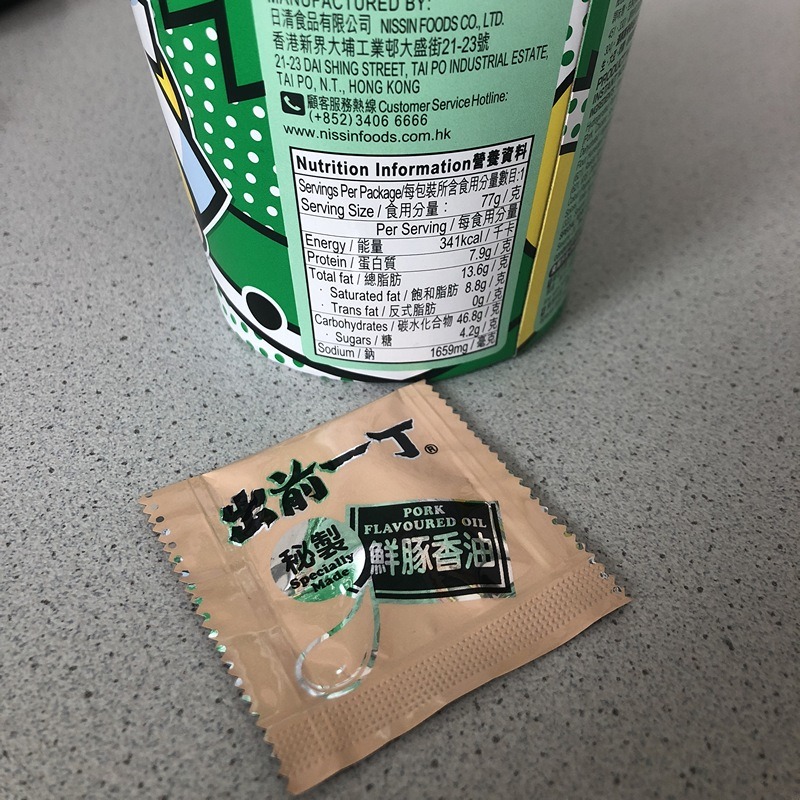 MANUFACTURED BY:
日清食品有限公司 NISSIN FOODS CO., LTD.
香港新界大埔工業邨大盛街21-23號
21-23 DAI SHING STREET, TAI PO INDUSTRIAL ESTATE,
TAI PO, N.T., HONG KONG
顧客服務熱線 Customer Service Hotline:
(+852) 3406 6666
www.nissinfoods.com.hk
Nutrition Information營養資料
Servings Per Package/每包裝所含食用分量數目:1
Serving Size / 食用分量: 77g / 克
Per Serving / 每食用分量
Energy / 能量 341kcal / 千卡
Protein / 蛋白質 7.9g / 克
Total fat / 總脂肪 13.6g / 克
Saturated fat / 飽和脂肪 8.8g / 克
Trans fat / 反式脂肪 0g / 克
Carbohydrates / 碳水化合物 46.8g / 克
Sugars / 糖 4.2g / 克
Sodium / 鈉 1659mg / 毫克
出前一丁®
PORK
FLAVOURED OIL
鮮豚香油
秘製
Specially
Made